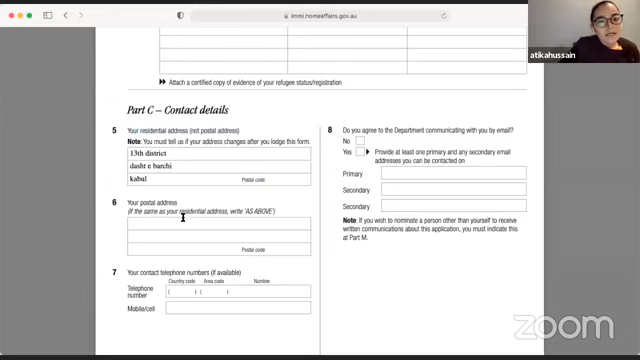 immi.homeaffairs.gov.au
atikahussain
Attach a certified copy of evidence of your refugee status/registration
Part C – Contact details
5 Your residential address (not postal address)
Note: You must tell us if your address changes after you lodge this form.
13th district
dasht e barchi
kabul Postal code
6 Your postal address
(If the same as your residential address, write 'AS ABOVE')
Postal code
7 Your contact telephone numbers (if available)
Country code Area code Number
Telephone number ( ) ( )
Mobile/cell
8 Do you agree to the Department communicating with you by email?
No
Yes Provide at least one primary and any secondary email
addresses you can be contacted on
Primary
Secondary
Secondary
Note: If you wish to nominate a person other than yourself to receive
written communications about this application, you must indicate this
at Part M.
zoom